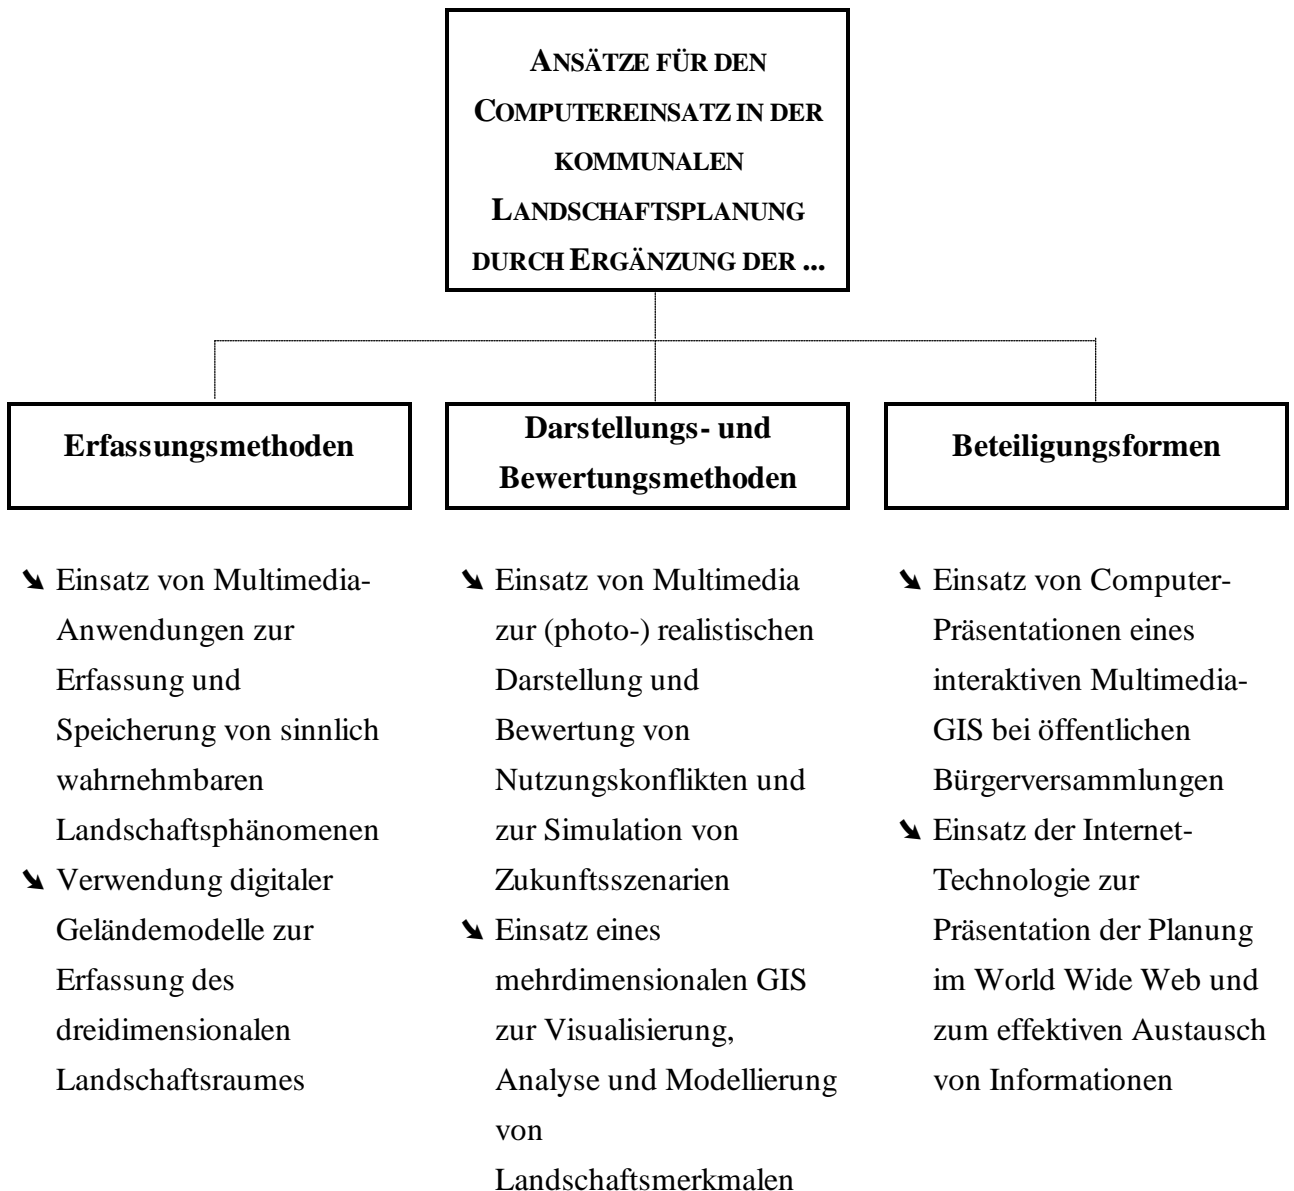 ANSÄTZE FÜR DEN
COMPUTEREINSATZ IN DER
KOMMUNALEN
LANDSCHAFTSPLANUNG
DURCH ERGÄNZUNG DER ...
Erfassungsmethoden
Darstellungs- und
Bewertungsmethoden
Beteiligungsformen
➘ Einsatz von Multimedia-
Anwendungen zur
Erfassung und
Speicherung von sinnlich
wahrnehmbaren
Landschaftsphänomenen
➘ Verwendung digitaler
Geländemodelle zur
Erfassung des
dreidimensionalen
Landschaftsraumes
➘ Einsatz von Multimedia
zur (photo-) realistischen
Darstellung und
Bewertung von
Nutzungskonflikten und
zur Simulation von
Zukunftsszenarien
➘ Einsatz eines
mehrdimensionalen GIS
zur Visualisierung,
Analyse und Modellierung
von
Landschaftsmerkmalen
➘ Einsatz von Computer-
Präsentationen eines
interaktiven Multimedia-
GIS bei öffentlichen
Bürgerversammlungen
➘ Einsatz der Internet-
Technologie zur
Präsentation der Planung
im World Wide Web und
zum effektiven Austausch
von Informationen